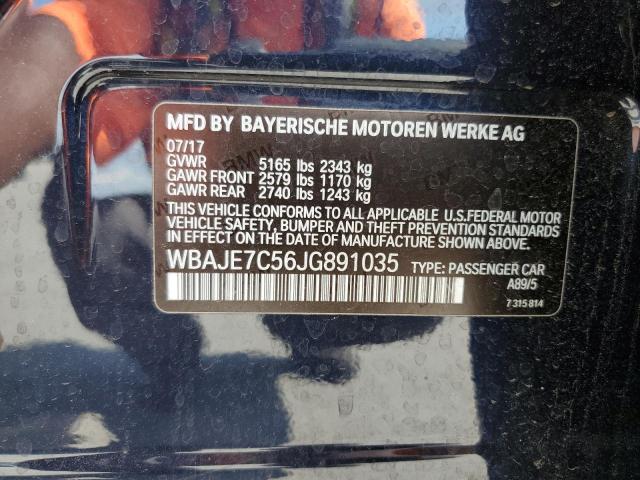 MFD BY BAYERISCHE MOTOREN WERKE AG
07/17
GVWR 5165 lbs 2343 kg
GAWR FRONT 2579 lbs 1170 kg
GAWR REAR 2740 lbs 1243 kg
THIS VEHICLE CONFORMS TO ALL APPLICABLE U.S.FEDERAL MOTOR
VEHICLE SAFETY, BUMPER AND THEFT PREVENTION STANDARDS
IN EFFECT ON THE DATE OF MANUFACTURE SHOWN ABOVE.
WBAJE7C56JG891035 TYPE: PASSENGER CAR
A89/5
7 315 814